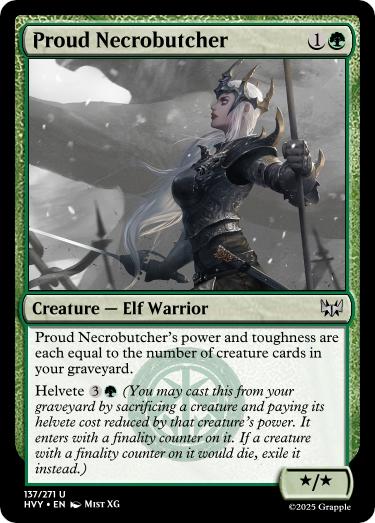 Proud Necrobutcher 1
Creature — Elf Warrior
Proud Necrobutcher's power and toughness are
each equal to the number of creature cards in
your graveyard.
Helvete 3 (You may cast this from your
graveyard by sacrificing a creature and paying its
helvete cost reduced by that creature's power. It
enters with a finality counter on it. If a creature
with a finality counter on it would die, exile it
instead.)
★/★
137/271 U
HVY • EN Mist XG
©2025 Grapple